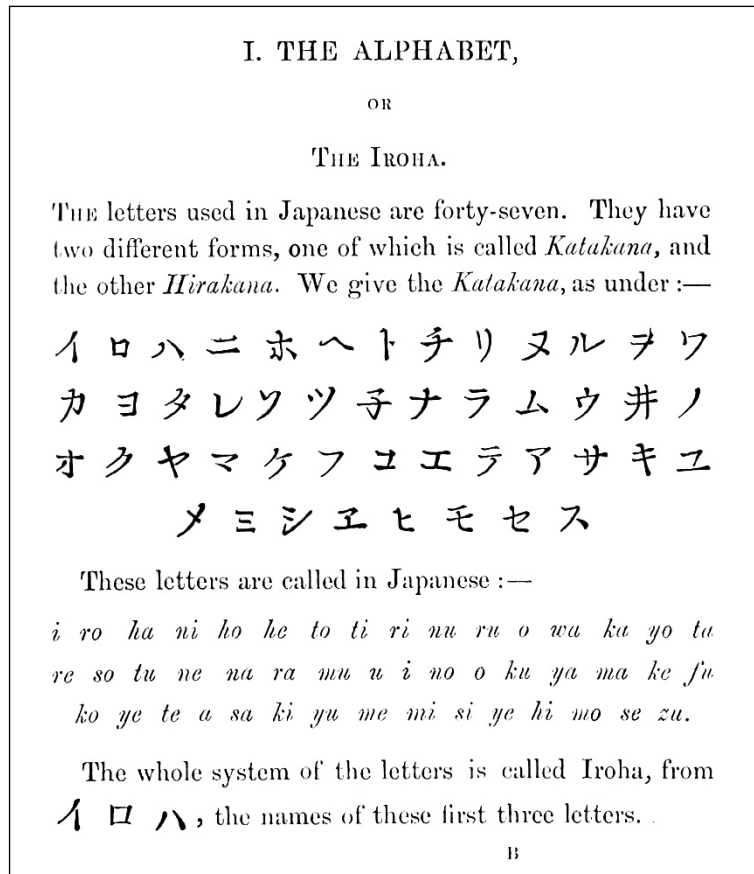 I. THE ALPHABET,
OR
THE IROHA.
THE letters used in Japanese are forty-seven. They have
two different forms, one of which is called Katakana, and
the other Hirakana. We give the Katakana, as under :—
イ ロ ハ ニ ホ ヘ ト チ リ ヌ ル ヲ ワ
カ ヨ タ レ ソ ツ 子 ナ ラ ム ウ 井 ノ
オ ク ヤ マ ケ フ コ エ テ ア サ キ ユ
メ ミ シ ヱ ヒ モ セ ス
These letters are called in Japanese :—
i ro ha ni ho he to ti ri nu ru o wa ka yo ta
re so tu ne na ra mu u i no o ku ya ma ke fu
ko ye te a sa ki yu me mi si ye hi mo se zu.
The whole system of the letters is called Iroha, from
イ ロ ハ, the names of these first three letters.
B